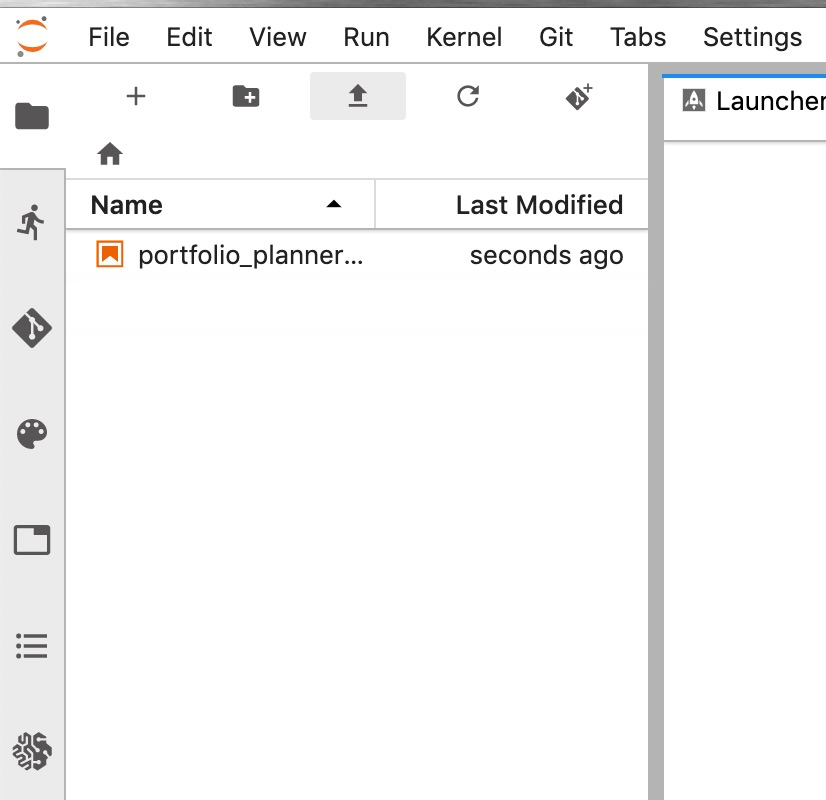 File Edit View Run Kernel Git Tabs Settings
Launcher
Name Last Modified
portfolio_planner... seconds ago